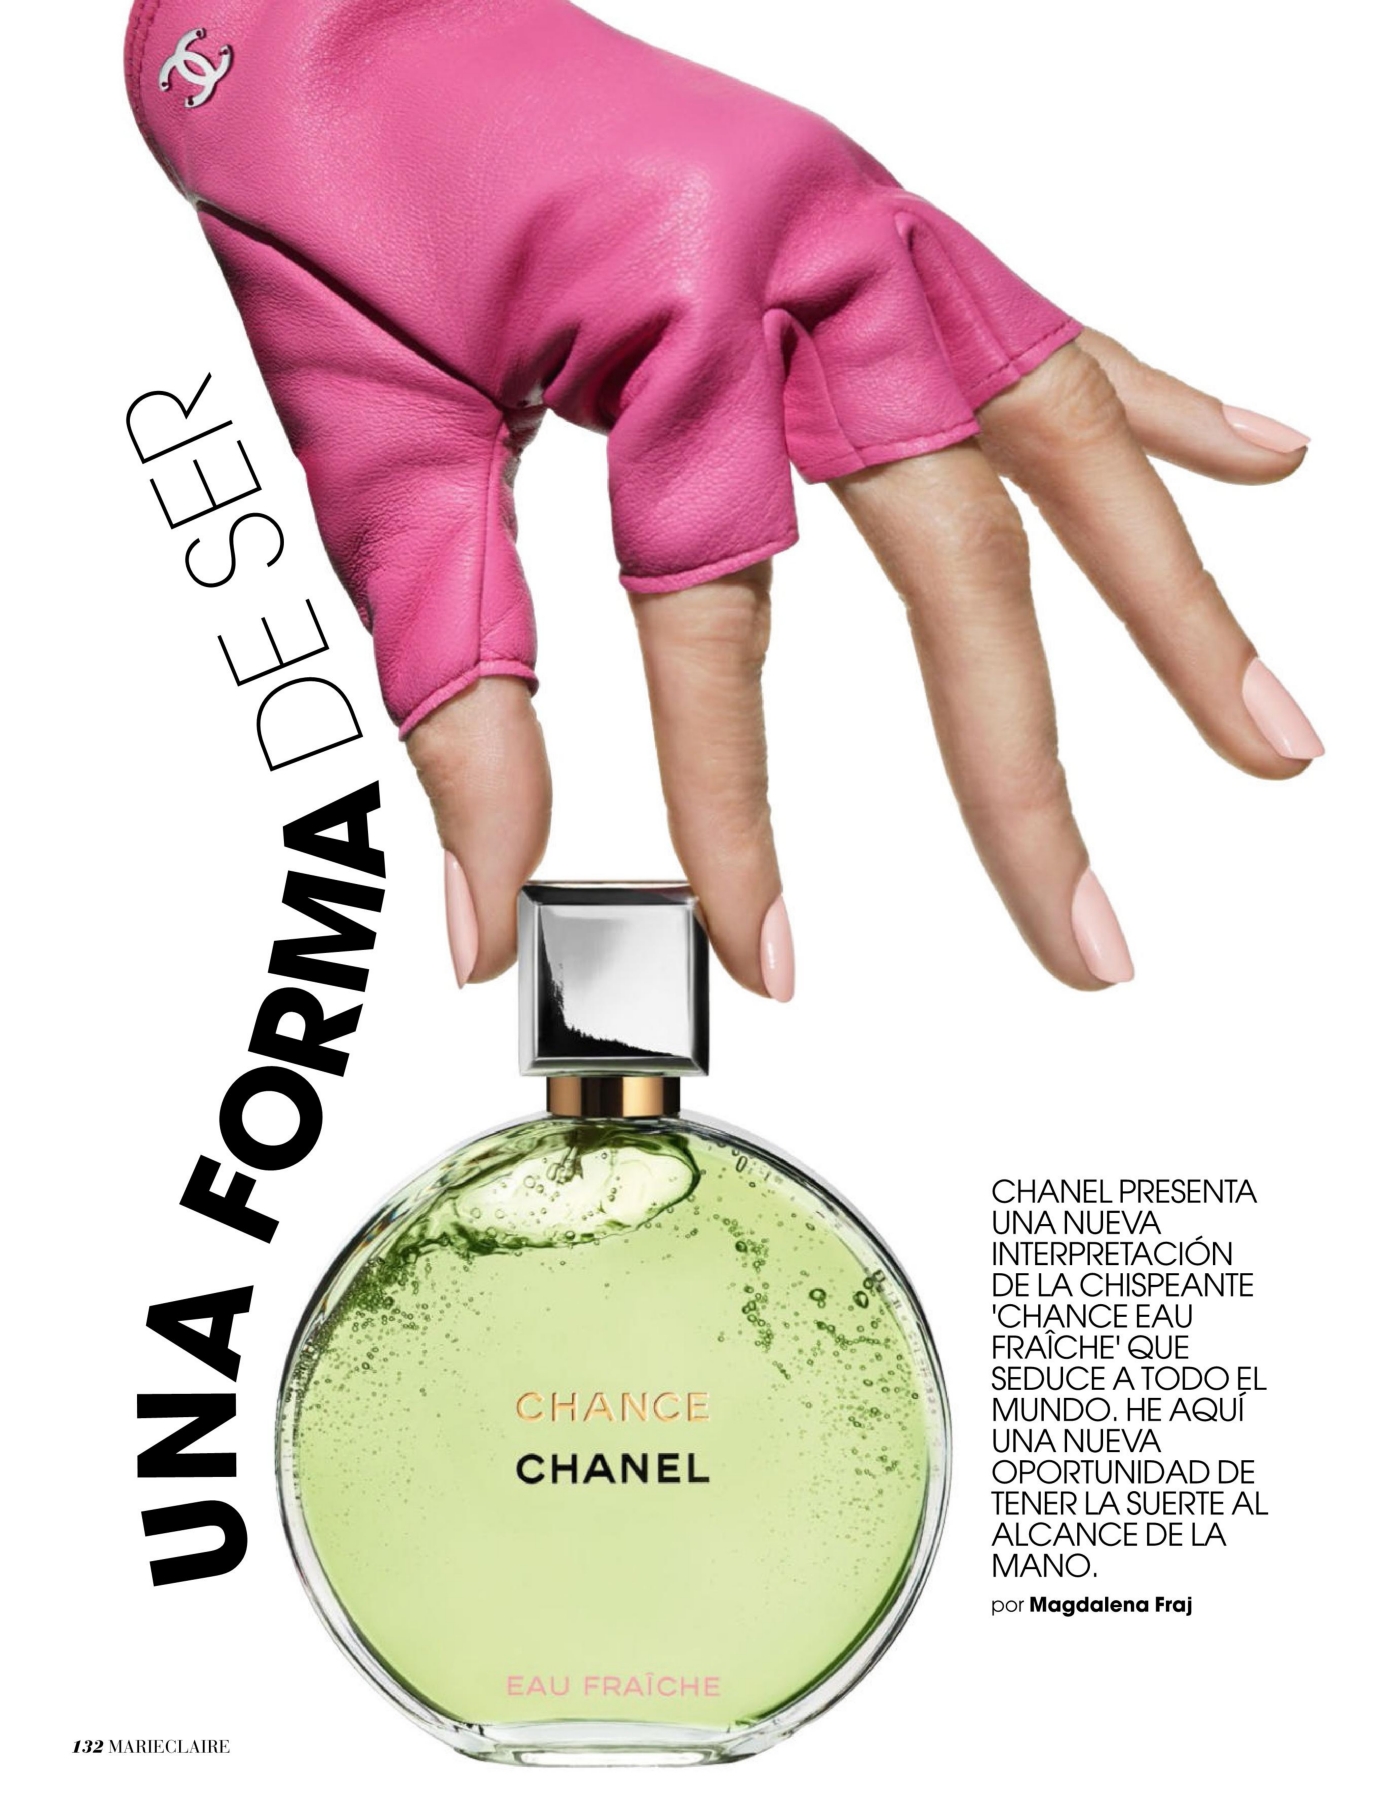 UNA FORMA DE SER
CHANCE
CHANEL
EAU FRAÎCHE
CHANEL PRESENTA
UNA NUEVA
INTERPRETACIÓN
DE LA CHISPEANTE
'CHANCE EAU
FRAÎCHE' QUE
SEDUCE A TODO EL
MUNDO. HE AQUÍ
UNA NUEVA
OPORTUNIDAD DE
TENER LA SUERTE AL
ALCANCE DE LA
MANO.
por Magdalena Fraj
132 MARIECLAIRE